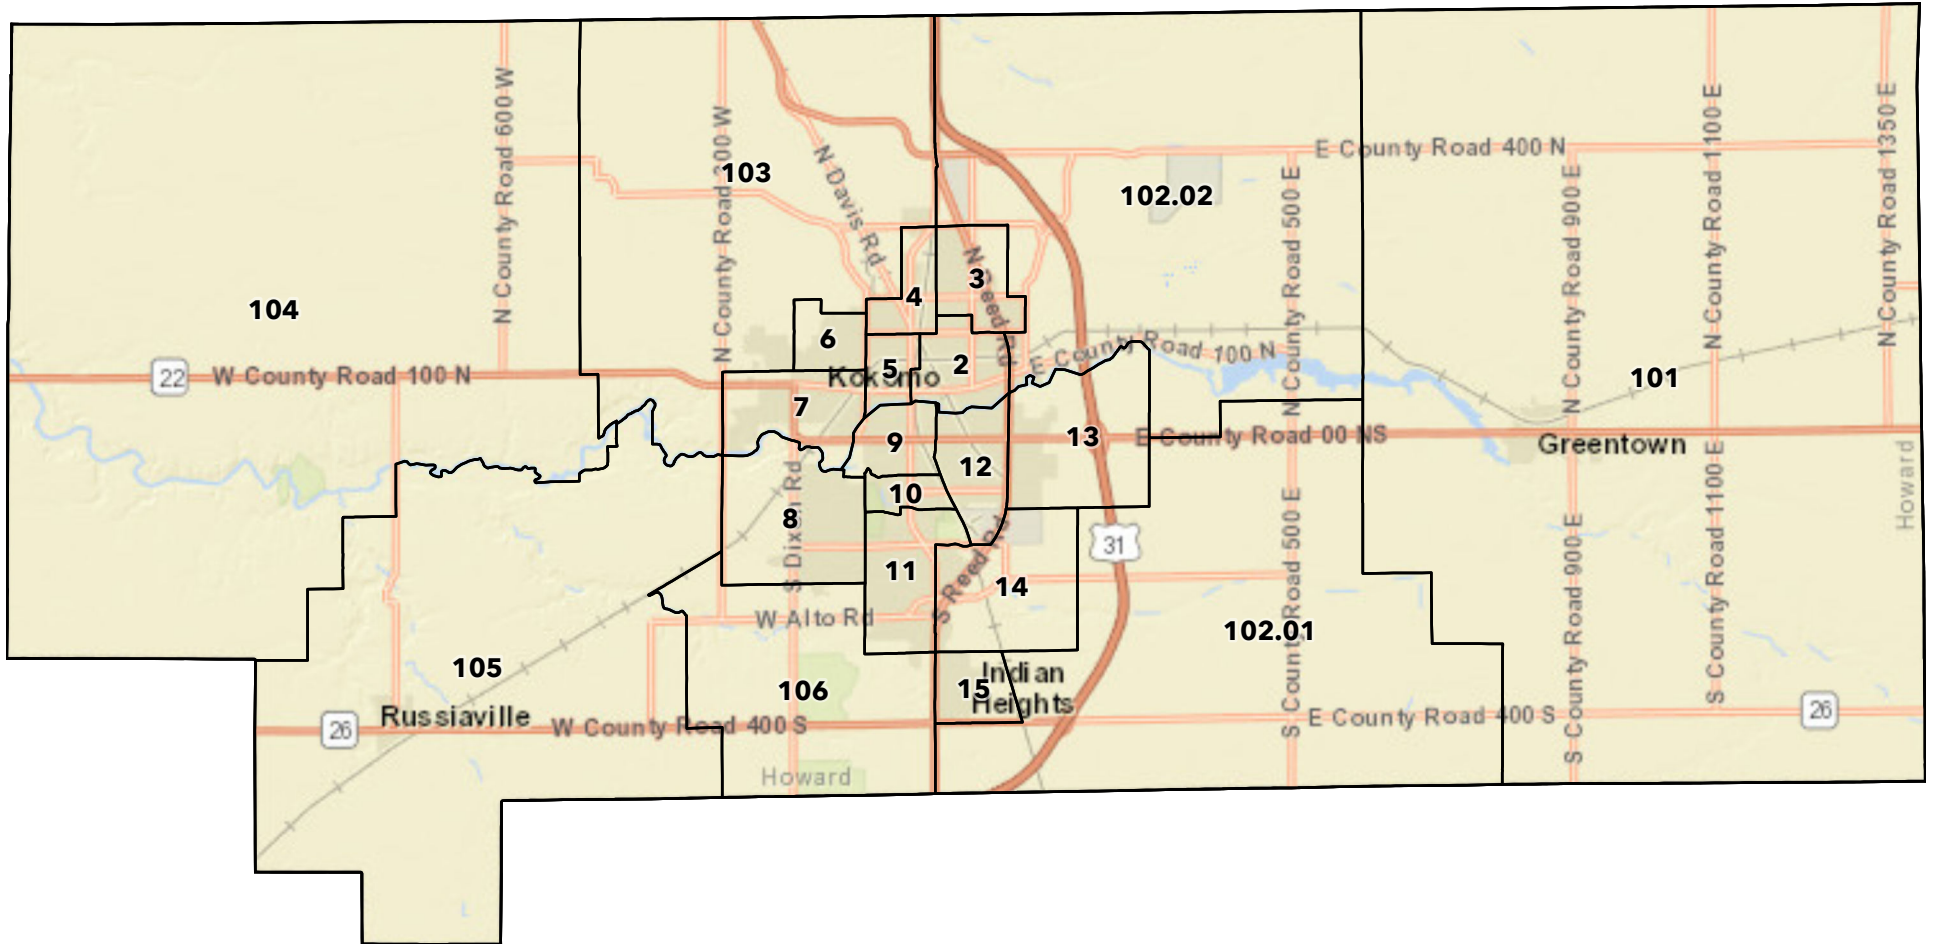 N County Road 600 W
N County Road 300 W
N Davis Rd
103
E County Road 400 N
102.02
N County Road 500 E
N County Road 900 E
N County Road 1100 E
N County Road 1350 E
N Reed Rd
3
4
104
6
5
2
Kokomo
E County Road 100 N
22
W County Road 100 N
101
7
9
12
13
E County Road 00 NS
Greentown
Howard
10
8
S Dixon Rd
11
S Reed Rd
14
31
S County Road 500 E
S County Road 900 E
S County Road 1100 E
W Alto Rd
102.01
105
106
15
Indian
Heights
Russiaville
26
W County Road 400 S
E County Road 400 S
26
Howard